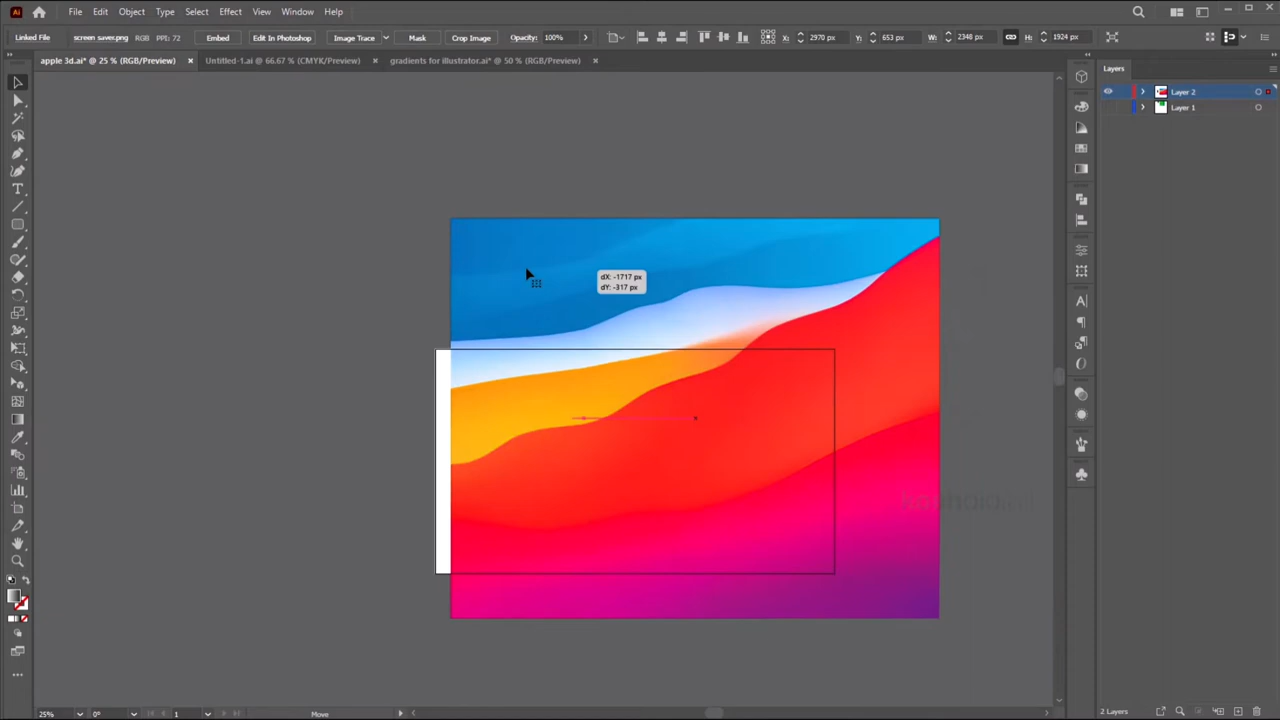 Ai File Edit Object Type Select Effect View Window Help
Linked File screen saver.png RGB PPI: 72 Embed Edit In Photoshop Image Trace Mask Crop Image Opacity: 100% X: 2970 px Y: 653 px W: 2348 px H: 1924 px
apple 3d.ai* @ 25 % (RGB/Preview) × Untitled-1.ai @ 66.67 % (CMYK/Preview) × gradients for illustrator.ai* @ 50 % (RGB/Preview) ×
Layers
Layer 2
Layer 1
dX: -1717 px
dY: -317 px
25% 0° 1 Move 2 Layers